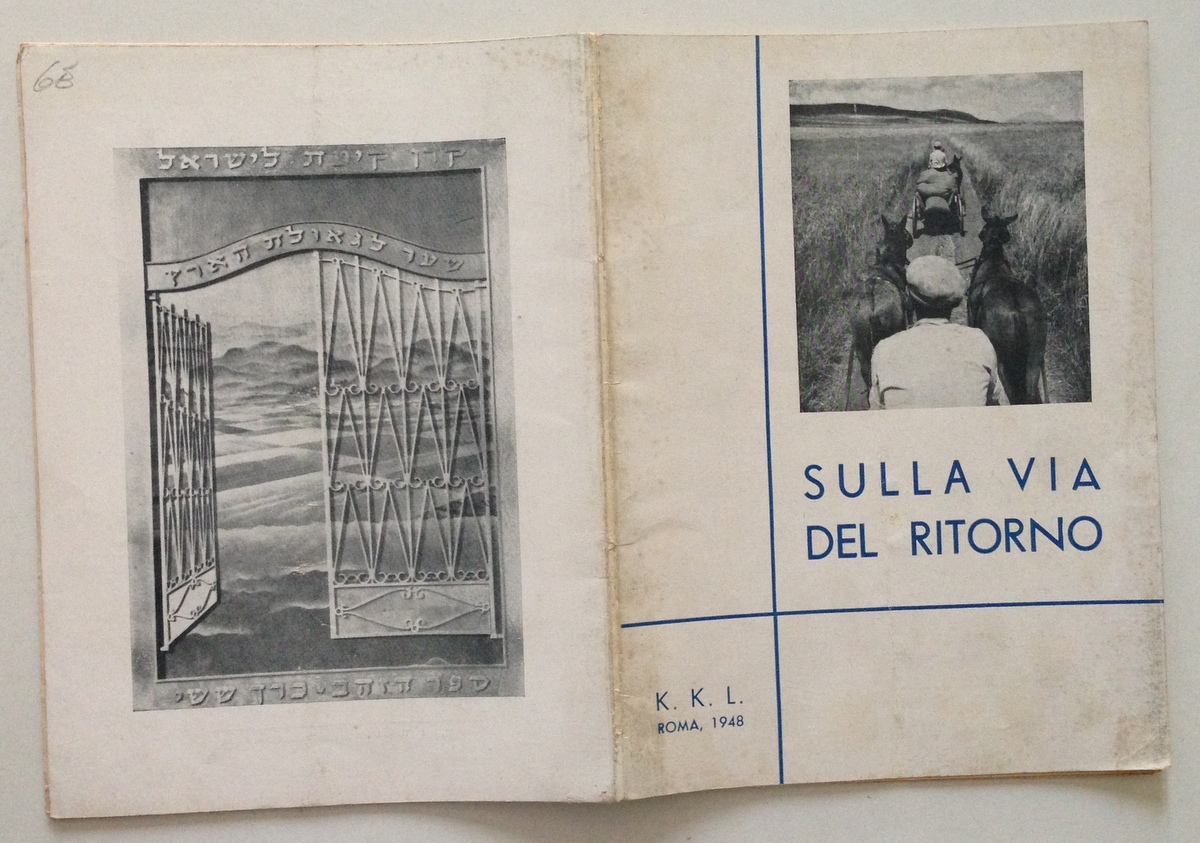 68
קרן קימת לישראל
שער לגאולת הארץ
ספר הזהב • כרך ששי
SULLA VIA
DEL RITORNO
K. K. L.
ROMA, 1948